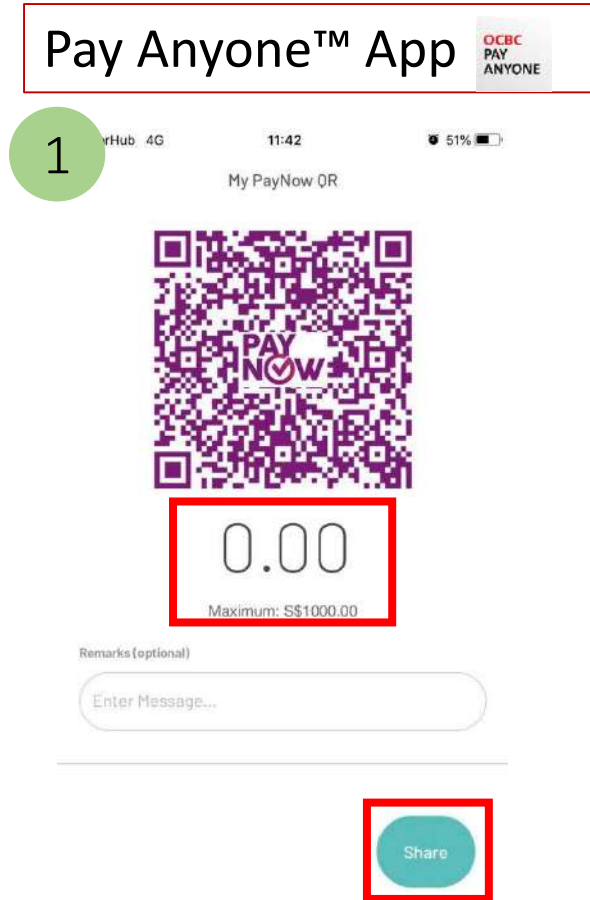 Pay Anyone™ App
OCBC
PAY
ANYONE
1
rHub 4G 11:42 51%
My PayNow QR
PAY
NOW
0.00
Maximum: S$1000.00
Remarks (optional)
Enter Message...
Share